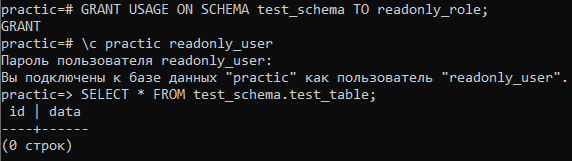 practic=# GRANT USAGE ON SCHEMA test_schema TO readonly_role;
GRANT
practic=# \c practic readonly_user
Пароль пользователя readonly_user:
Вы подключены к базе данных "practic" как пользователь "readonly_user".
practic=> SELECT * FROM test_schema.test_table;
 id | data
----+------
(0 строк)